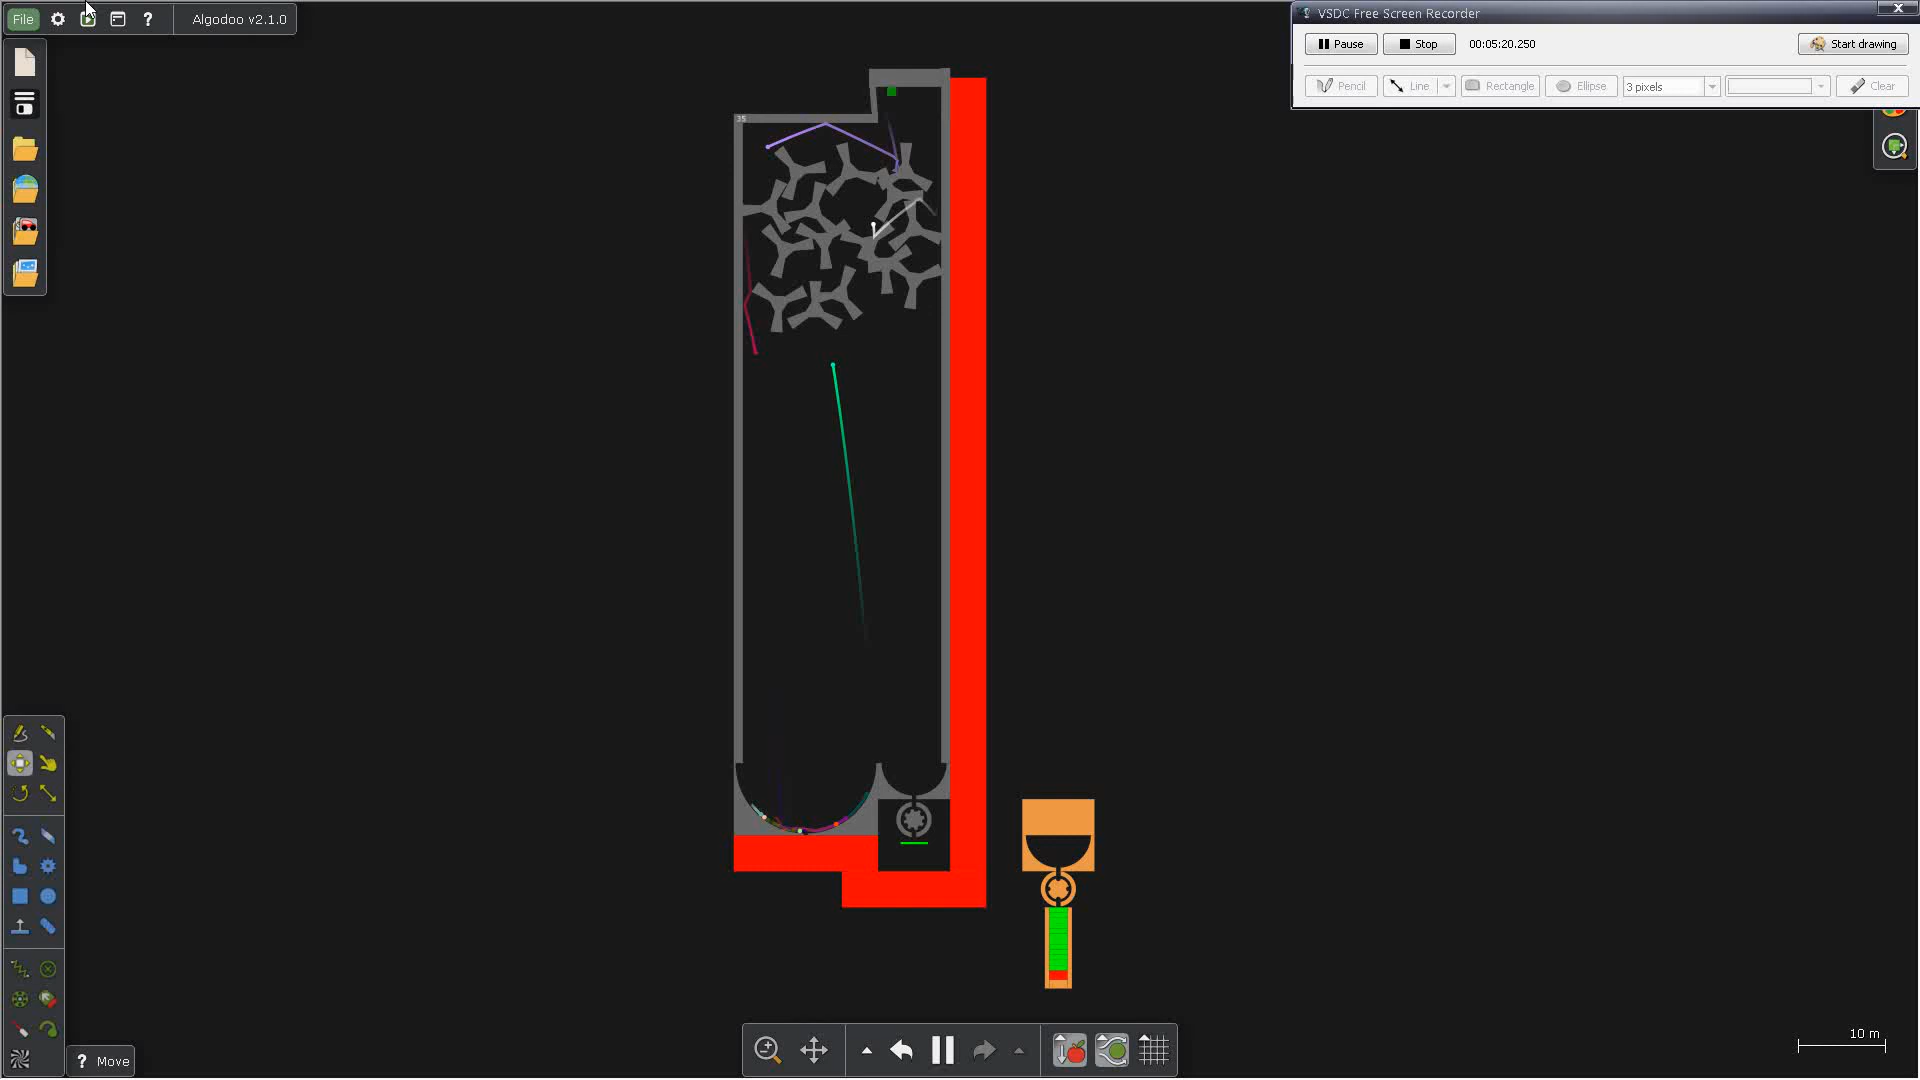 File
?
Algodoo v2.1.0
VSDC Free Screen Recorder
Pause
Stop
00:05:20.250
Start drawing
Pencil
Line
Rectangle
Ellipse
3 pixels
Clear
35
? Move
10 m